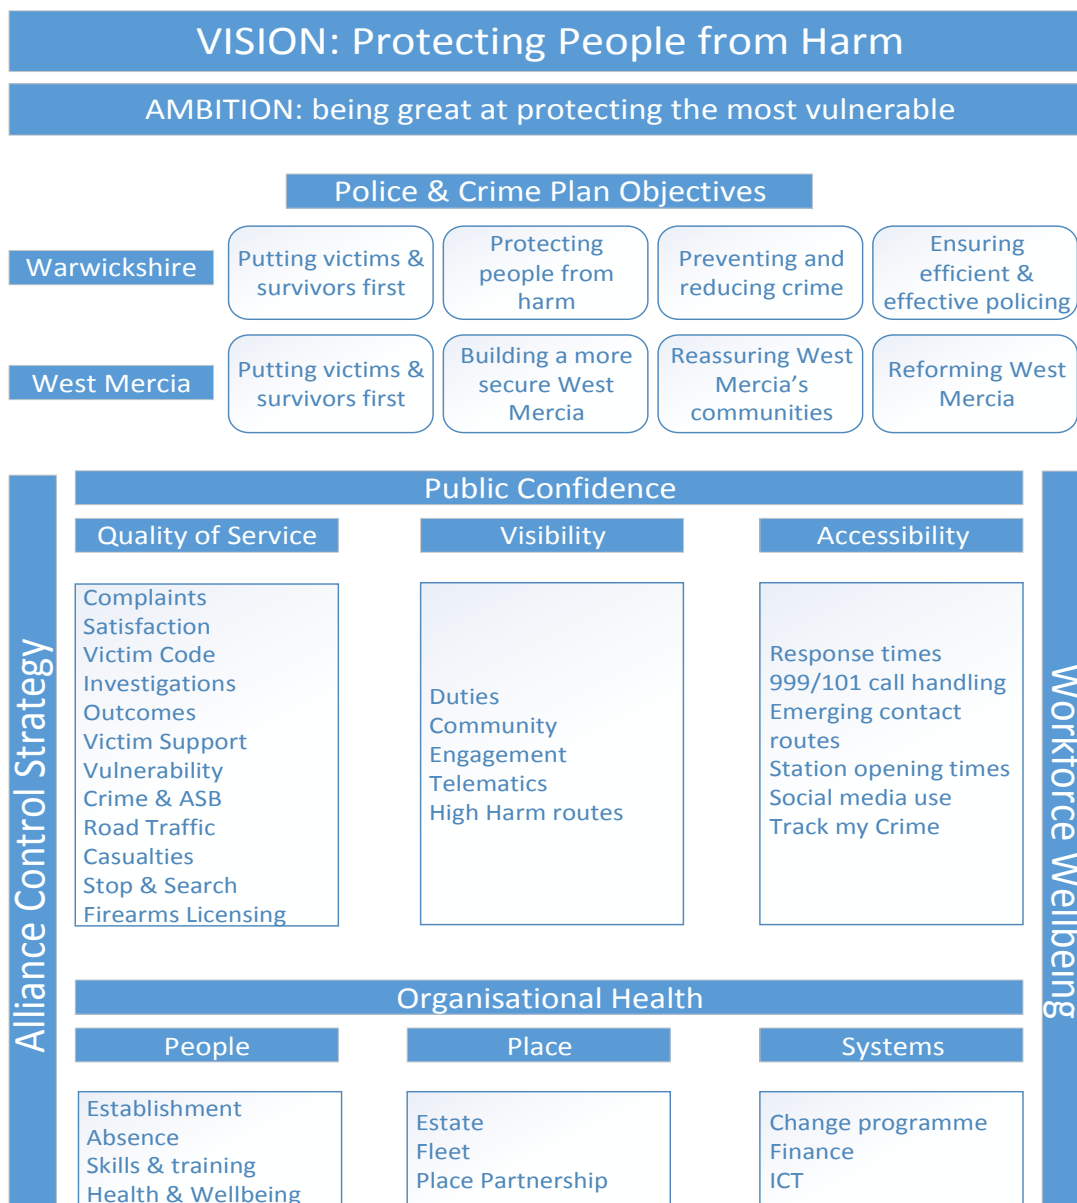 VISION: Protecting People from Harm
AMBITION: being great at protecting the most vulnerable
Police & Crime Plan Objectives
Warwickshire
Putting victims &
survivors first
Protecting
people from
harm
Preventing and
reducing crime
Ensuring
efficient &
effective policing
West Mercia
Putting victims &
survivors first
Building a more
secure West
Mercia
Reassuring West
Mercia’s
communities
Reforming West
Mercia
Alliance Control Strategy
Public Confidence
Quality of Service
Complaints
Satisfaction
Victim Code
Investigations
Outcomes
Victim Support
Vulnerability
Crime & ASB
Road Traffic
Casualties
Stop & Search
Firearms Licensing
Visibility
Duties
Community
Engagement
Telematics
High Harm routes
Accessibility
Response times
999/101 call handling
Emerging contact
routes
Station opening times
Social media use
Track my Crime
Organisational Health
People
Establishment
Absence
Skills & training
Health & Wellbeing
Place
Estate
Fleet
Place Partnership
Systems
Change programme
Finance
ICT
Workforce Wellbeing